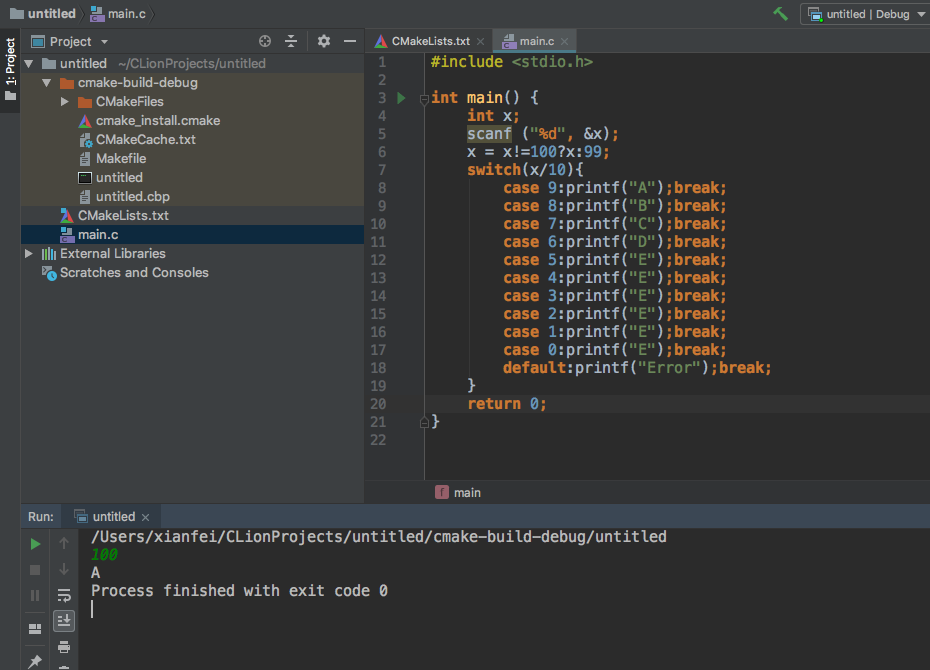 untitled main.c untitled | Debug
1: Project
Project
CMakeLists.txt main.c
untitled ~/CLionProjects/untitled
cmake-build-debug
CMakeFiles
cmake_install.cmake
CMakeCache.txt
Makefile
untitled
untitled.cbp
CMakeLists.txt
main.c
External Libraries
Scratches and Consoles
1 #include <stdio.h>
2
3 int main() {
4 int x;
5 scanf ("%d", &x);
6 x = x!=100?x:99;
7 switch(x/10){
8 case 9:printf("A");break;
9 case 8:printf("B");break;
10 case 7:printf("C");break;
11 case 6:printf("D");break;
12 case 5:printf("E");break;
13 case 4:printf("E");break;
14 case 3:printf("E");break;
15 case 2:printf("E");break;
16 case 1:printf("E");break;
17 case 0:printf("E");break;
18 default:printf("Error");break;
19 }
20 return 0;
21 }
22
f main
Run: untitled
/Users/xianfei/CLionProjects/untitled/cmake-build-debug/untitled
100
A
Process finished with exit code 0